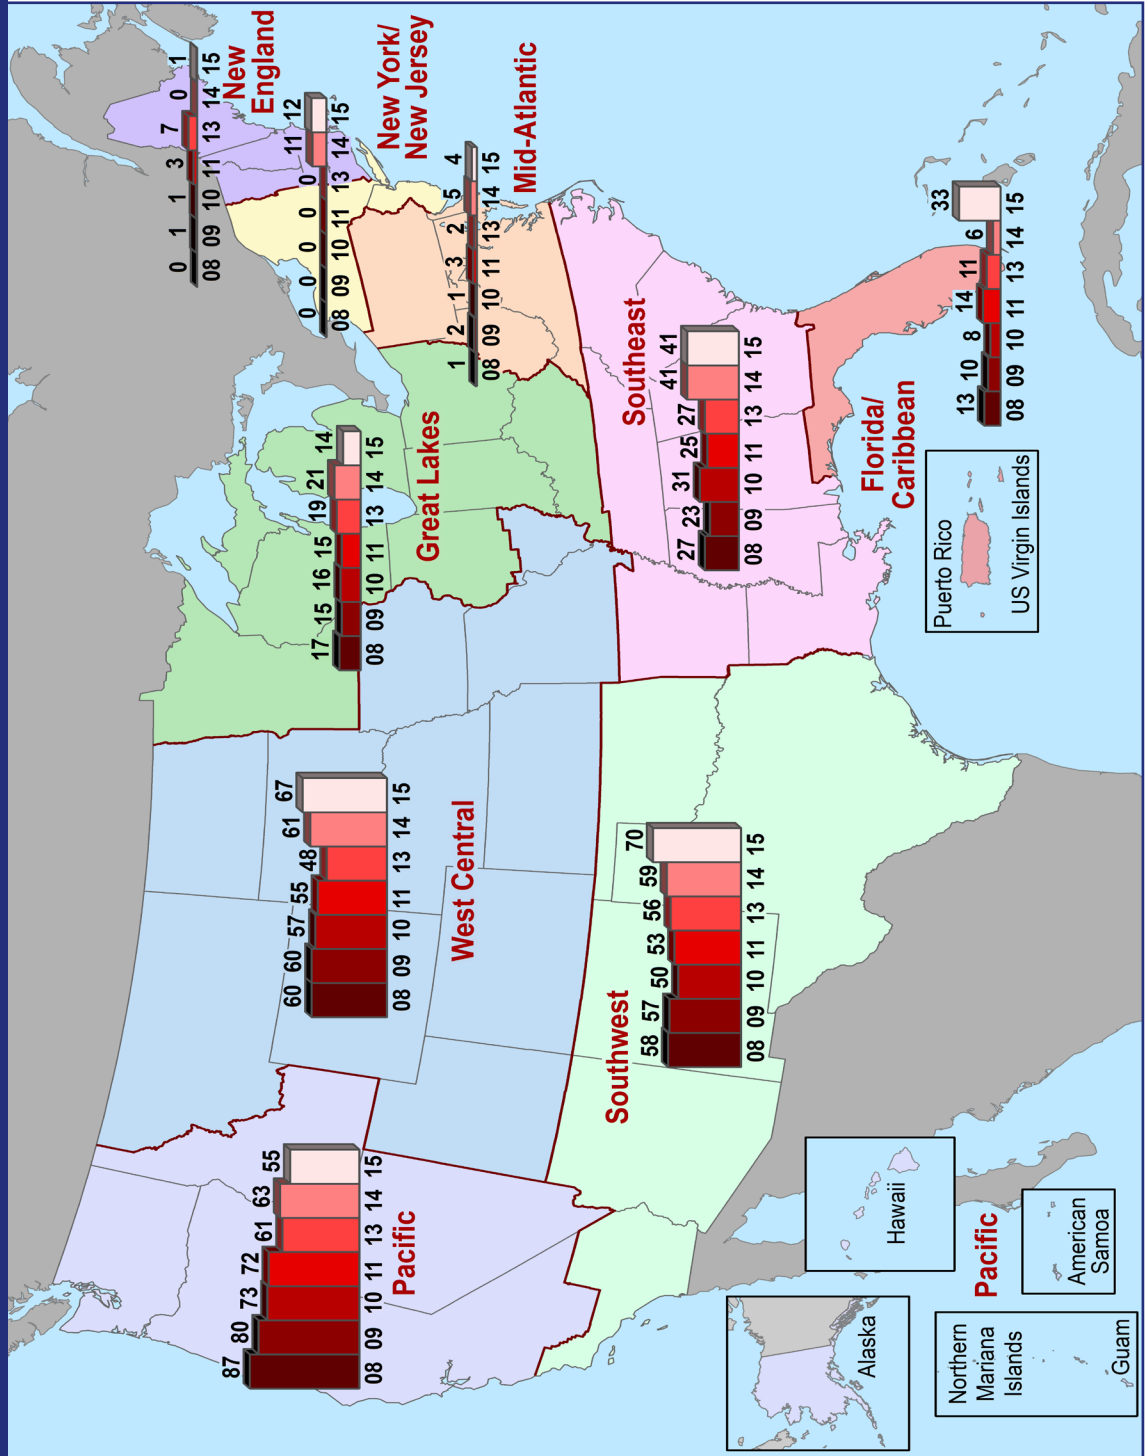 Pacific
87 80 73 72 61 63 55
08 09 10 11 13 14 15
West Central
60 60 57 55 48 61 67
08 09 10 11 13 14 15
Great Lakes
17 15 16 15 19 21 14
08 09 10 11 13 14 15
New
England
0 1 1 3 7 0 1
08 09 10 11 13 14 15
New York/
New Jersey
0 0 0 0 0 11 12
08 09 10 11 13 14 15
Mid-Atlantic
1 2 1 3 2 5 4
08 09 10 11 13 14 15
Southwest
58 57 50 53 56 59 70
08 09 10 11 13 14 15
Southeast
27 23 31 25 27 41 41
08 09 10 11 13 14 15
Florida/
Caribbean
13 10 8 14 11 6 33
08 09 10 11 13 14 15
Puerto Rico
US Virgin Islands
Alaska
Hawaii
Pacific
Northern
Mariana
Islands
Guam
American
Samoa